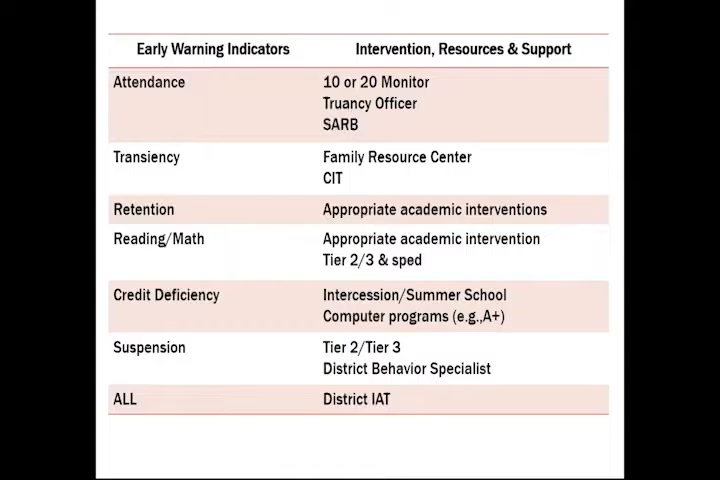 Early Warning Indicators Intervention, Resources & Support
Attendance 10 or 20 Monitor
Truancy Officer
SARB
Transiency Family Resource Center
CIT
Retention Appropriate academic interventions
Reading/Math Appropriate academic intervention
Tier 2/3 & sped
Credit Deficiency Intercession/Summer School
Computer programs (e.g.,A+)
Suspension Tier 2/Tier 3
District Behavior Specialist
ALL District IAT